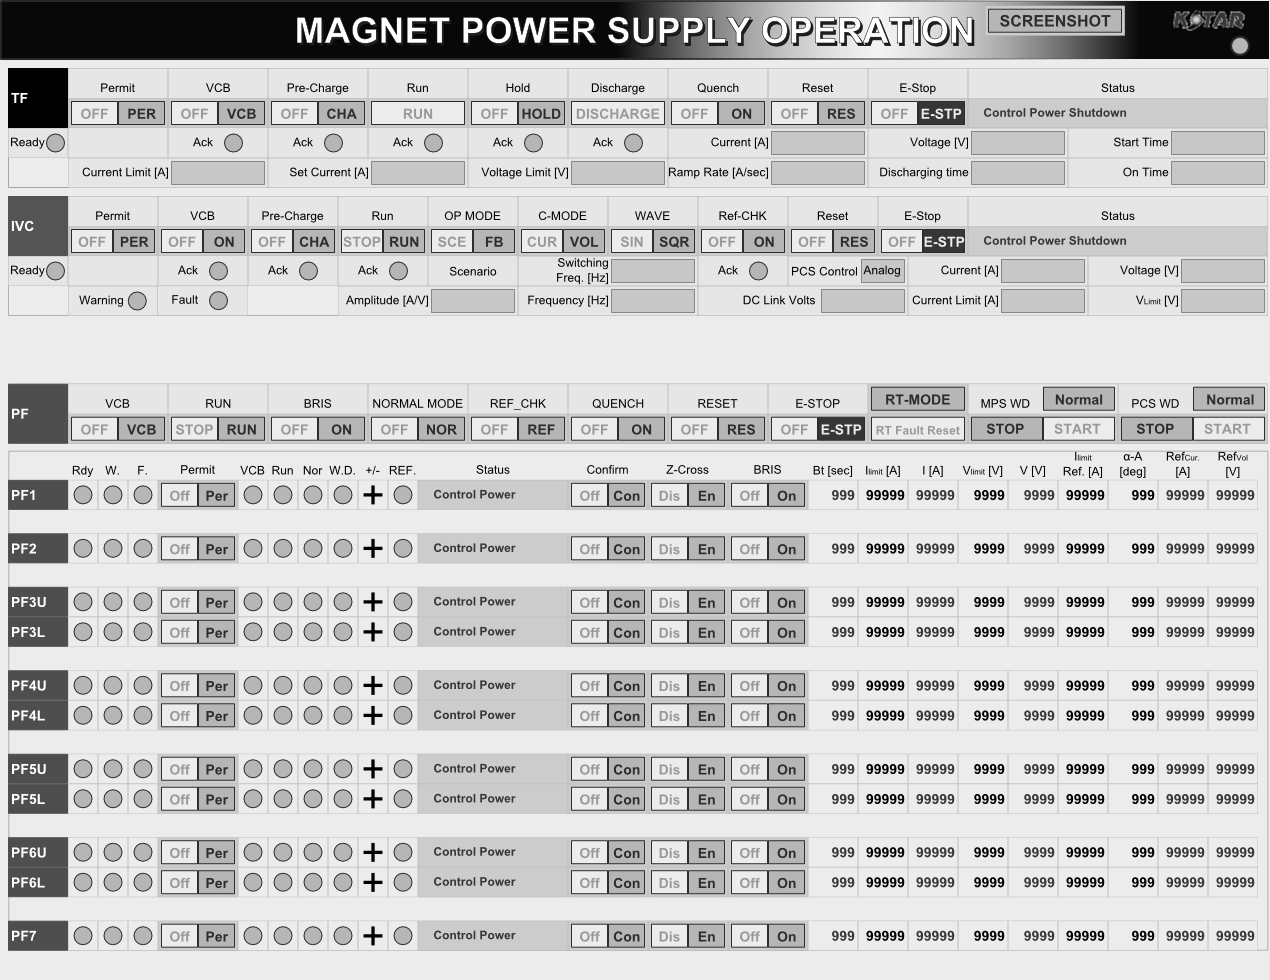 MAGNET POWER SUPPLY OPERATION SCREENSHOT KSTAR
TF Permit VCB Pre-Charge Run Hold Discharge Quench Reset E-Stop Status
OFF PER OFF VCB OFF CHA RUN OFF HOLD DISCHARGE OFF ON OFF RES OFF E-STP Control Power Shutdown
Ready Ack Ack Ack Ack Ack Current [A] Voltage [V] Start Time
Current Limit [A] Set Current [A] Voltage Limit [V] Ramp Rate [A/sec] Discharging time On Time
IVC Permit VCB Pre-Charge Run OP MODE C-MODE WAVE Ref-CHK Reset E-Stop Status
OFF PER OFF ON OFF CHA STOP RUN SCE FB CUR VOL SIN SQR OFF ON OFF RES OFF E-STP Control Power Shutdown
Ready Ack Ack Ack Scenario Switching Freq. [Hz] Ack PCS Control Analog Current [A] Voltage [V]
Warning Fault Amplitude [A/V] Frequency [Hz] DC Link Volts Current Limit [A] VLimit [V]
PF VCB RUN BRIS NORMAL MODE REF_CHK QUENCH RESET E-STOP RT-MODE MPS WD Normal PCS WD Normal
OFF VCB STOP RUN OFF ON OFF NOR OFF REF OFF ON OFF RES OFF E-STP RT Fault Reset STOP START STOP START
Rdy W. F. Permit VCB Run Nor W.D. +/- REF. Status Confirm Z-Cross BRIS Bt [sec] Ilimit [A] I [A] Vlimit [V] V [V] Ilimit Ref. [A] α-A [deg] RefCur. [A] RefVol [V]
PF1 Off Per + Control Power Off Con Dis En Off On 999 99999 99999 9999 9999 99999 999 99999 99999
PF2 Off Per + Control Power Off Con Dis En Off On 999 99999 99999 9999 9999 99999 999 99999 99999
PF3U Off Per + Control Power Off Con Dis En Off On 999 99999 99999 9999 9999 99999 999 99999 99999
PF3L Off Per + Control Power Off Con Dis En Off On 999 99999 99999 9999 9999 99999 999 99999 99999
PF4U Off Per + Control Power Off Con Dis En Off On 999 99999 99999 9999 9999 99999 999 99999 99999
PF4L Off Per + Control Power Off Con Dis En Off On 999 99999 99999 9999 9999 99999 999 99999 99999
PF5U Off Per + Control Power Off Con Dis En Off On 999 99999 99999 9999 9999 99999 999 99999 99999
PF5L Off Per + Control Power Off Con Dis En Off On 999 99999 99999 9999 9999 99999 999 99999 99999
PF6U Off Per + Control Power Off Con Dis En Off On 999 99999 99999 9999 9999 99999 999 99999 99999
PF6L Off Per + Control Power Off Con Dis En Off On 999 99999 99999 9999 9999 99999 999 99999 99999
PF7 Off Per + Control Power Off Con Dis En Off On 999 99999 99999 9999 9999 99999 999 99999 99999